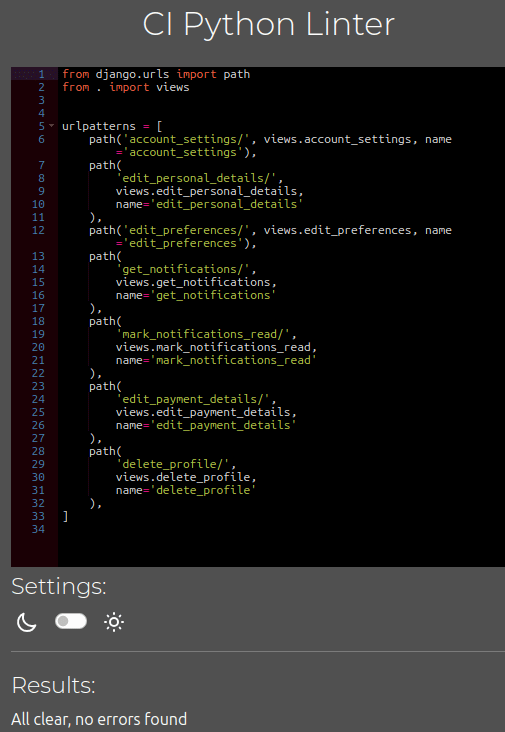 CI Python Linter
1 from django.urls import path
2 from . import views
3
4
5 urlpatterns = [
6 path('account_settings/', views.account_settings, name
='account_settings'),
7 path(
8 'edit_personal_details/',
9 views.edit_personal_details,
10 name='edit_personal_details'
11 ),
12 path('edit_preferences/', views.edit_preferences, name
='edit_preferences'),
13 path(
14 'get_notifications/',
15 views.get_notifications,
16 name='get_notifications'
17 ),
18 path(
19 'mark_notifications_read/',
20 views.mark_notifications_read,
21 name='mark_notifications_read'
22 ),
23 path(
24 'edit_payment_details/',
25 views.edit_payment_details,
26 name='edit_payment_details'
27 ),
28 path(
29 'delete_profile/',
30 views.delete_profile,
31 name='delete_profile'
32 ),
33 ]
34
Settings:
Results:
All clear, no errors found